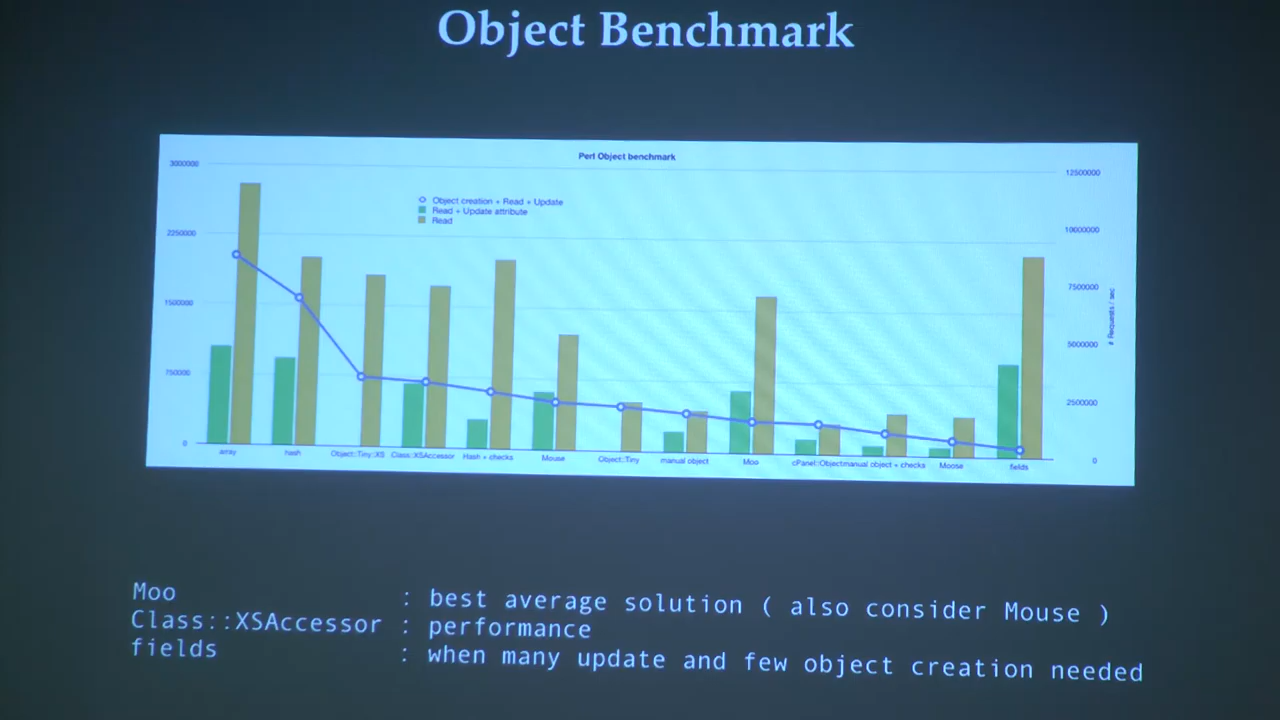 Object Benchmark
Perl Object benchmark
3000000
2250000
1500000
750000
0
Object creation + Read + Update
Read + Update attribute
Read
12500000
10000000
7500000
5000000
2500000
0
# Requests / sec
array
hash
Object::Tiny::XS
Class::XSAccessor
Hash + checks
Mouse
Object::Tiny
manual object
Moo
cPanel::Object
manual object + checks
Moose
fields
Moo : best average solution ( also consider Mouse )
Class::XSAccessor : performance
fields : when many update and few object creation needed